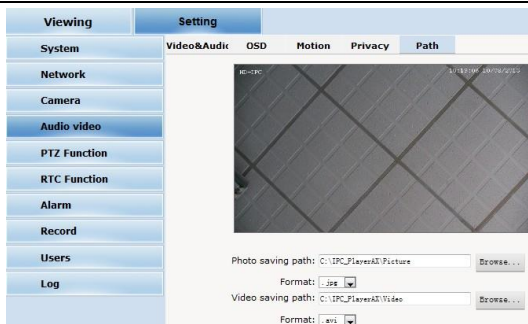 Viewing Setting
System
Network
Camera
Audio video
PTZ Function
RTC Function
Alarm
Record
Users
Log
Video&Audic OSD Motion Privacy Path
HD-IPC
Photo saving path: C:\IPC_PlayerAX\Picture Browse...
Format: .jpg
Video saving path: C:\IPC_PlayerAX\Video Browse...
Format: .avi